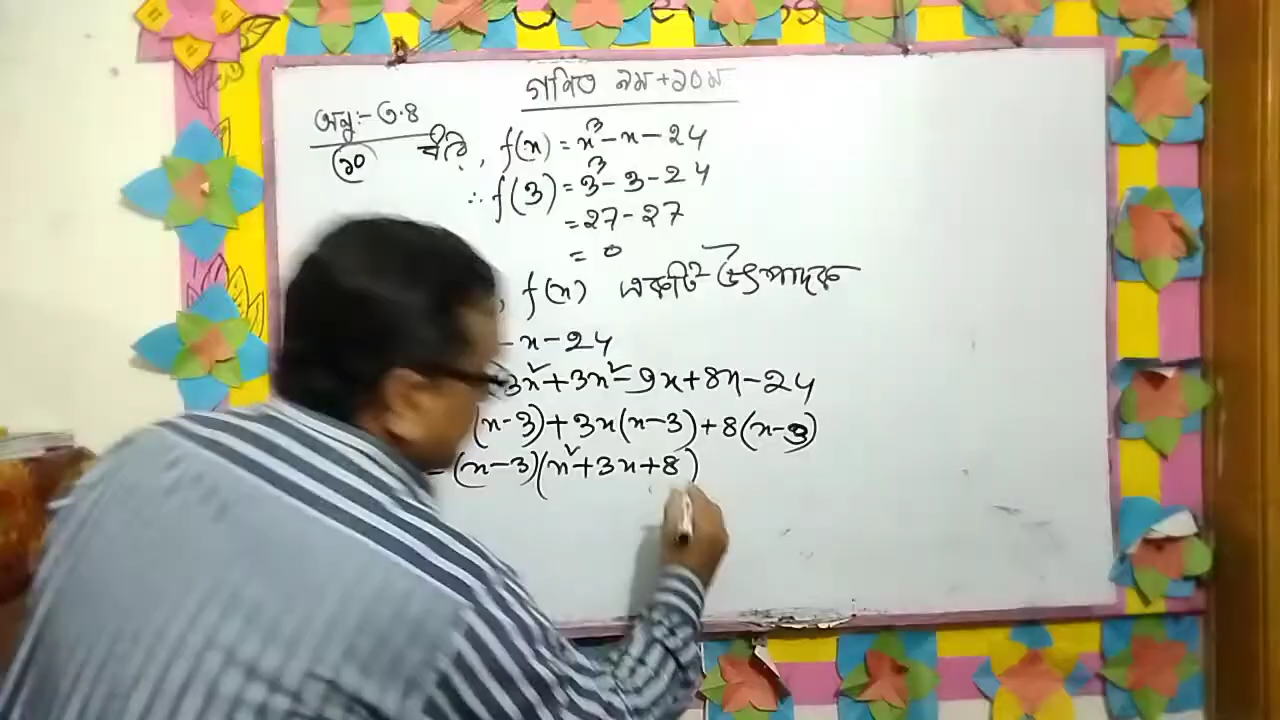 গণিত ৯ম+১০ম
অনু:- ৩.৪
১০
ধরি, f(x) = x³ - x - 24
∴ f(3) = 3³ - 3 - 24
= 27 - 27
= 0
, f(x) একটি উৎপাদক
- x - 24
3x² + 3x² - 9x + 8x - 24
(x-3) + 3x(x-3) + 8(x-3)
= (x-3)(x² + 3x + 8)